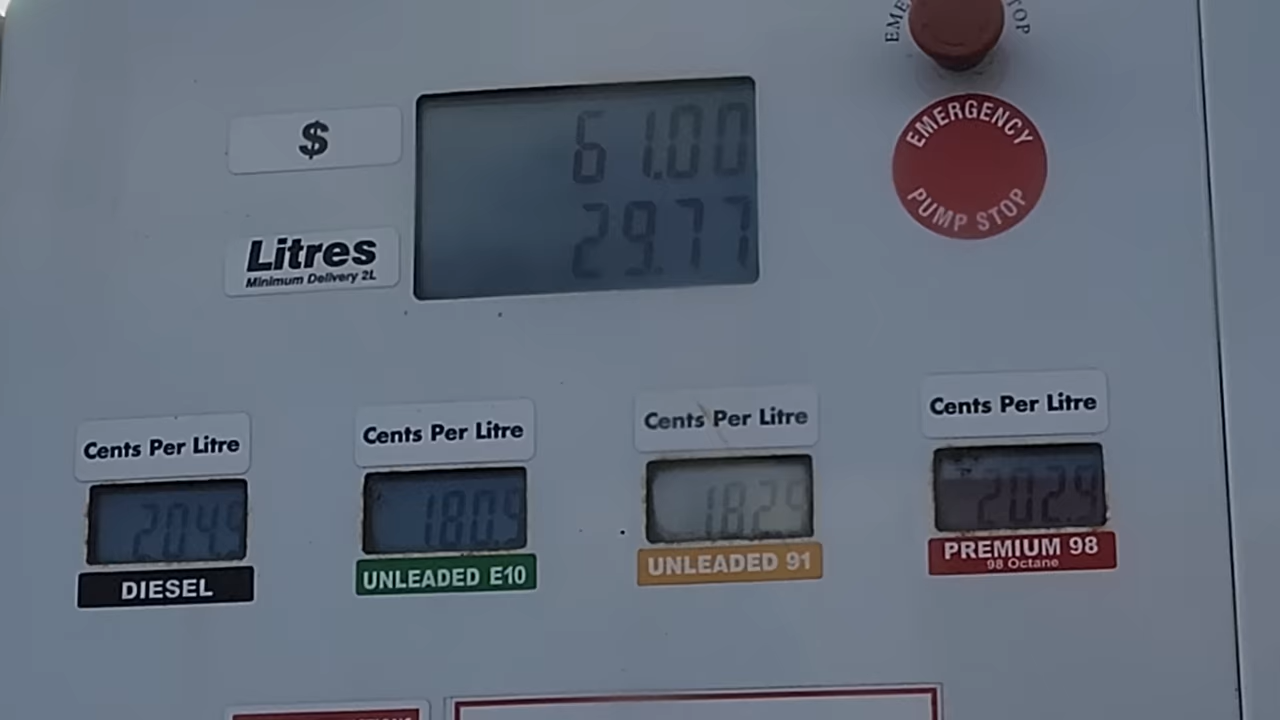 EMERGENCY
PUMP STOP
$
61.00
Litres
Minimum Delivery 2L
29.77
Cents Per Litre
204.9
DIESEL
Cents Per Litre
180.9
UNLEADED E10
Cents Per Litre
182.9
UNLEADED 91
Cents Per Litre
202.9
PREMIUM 98
98 Octane